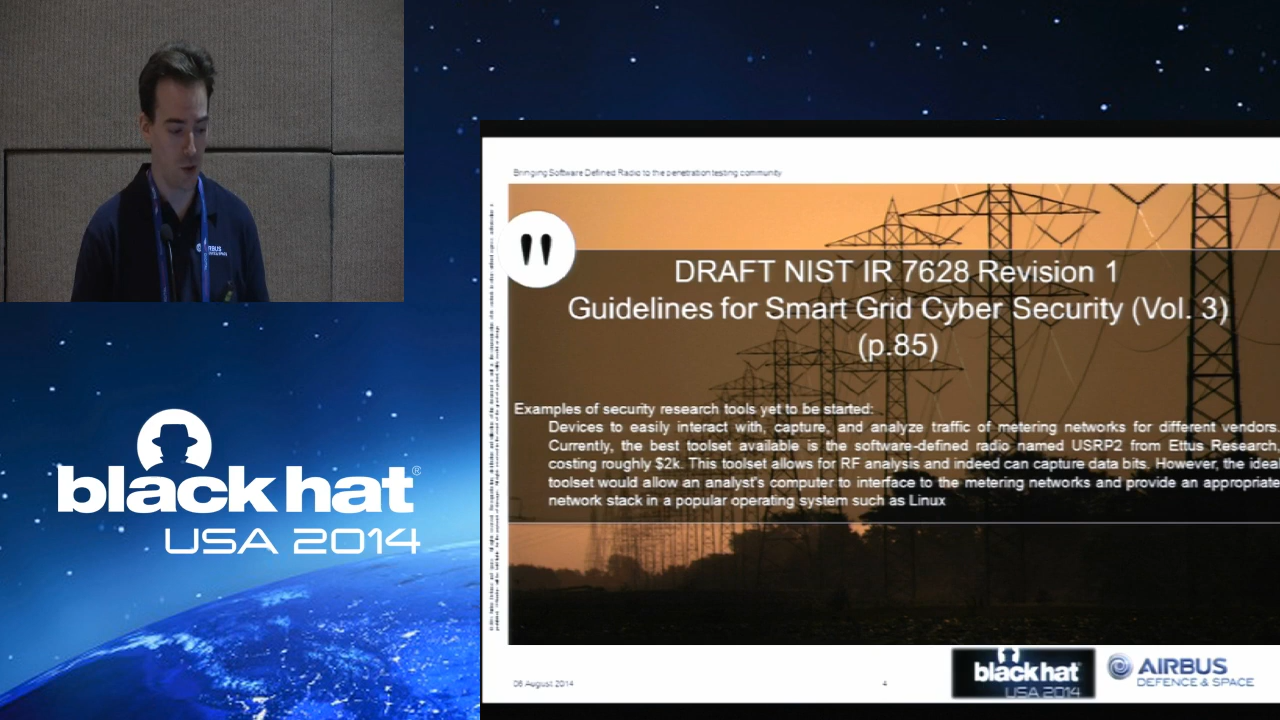 AIRBUS
black hat®
USA 2014
Bringing Software Defined Radio to the penetration testing community
"
DRAFT NIST IR 7628 Revision 1
Guidelines for Smart Grid Cyber Security (Vol. 3)
(p.85)
Examples of security research tools yet to be started:
Devices to easily interact with, capture, and analyze traffic of metering networks for different vendors.
Currently, the best toolset available is the software-defined radio named USRP2 from Ettus Research,
costing roughly $2k. This toolset allows for RF analysis and indeed can capture data bits. However, the ideal
toolset would allow an analyst's computer to interface to the metering networks and provide an appropriate
network stack in a popular operating system such as Linux
06 August 2014
4
black hat
USA 2014
AIRBUS
DEFENCE & SPACE